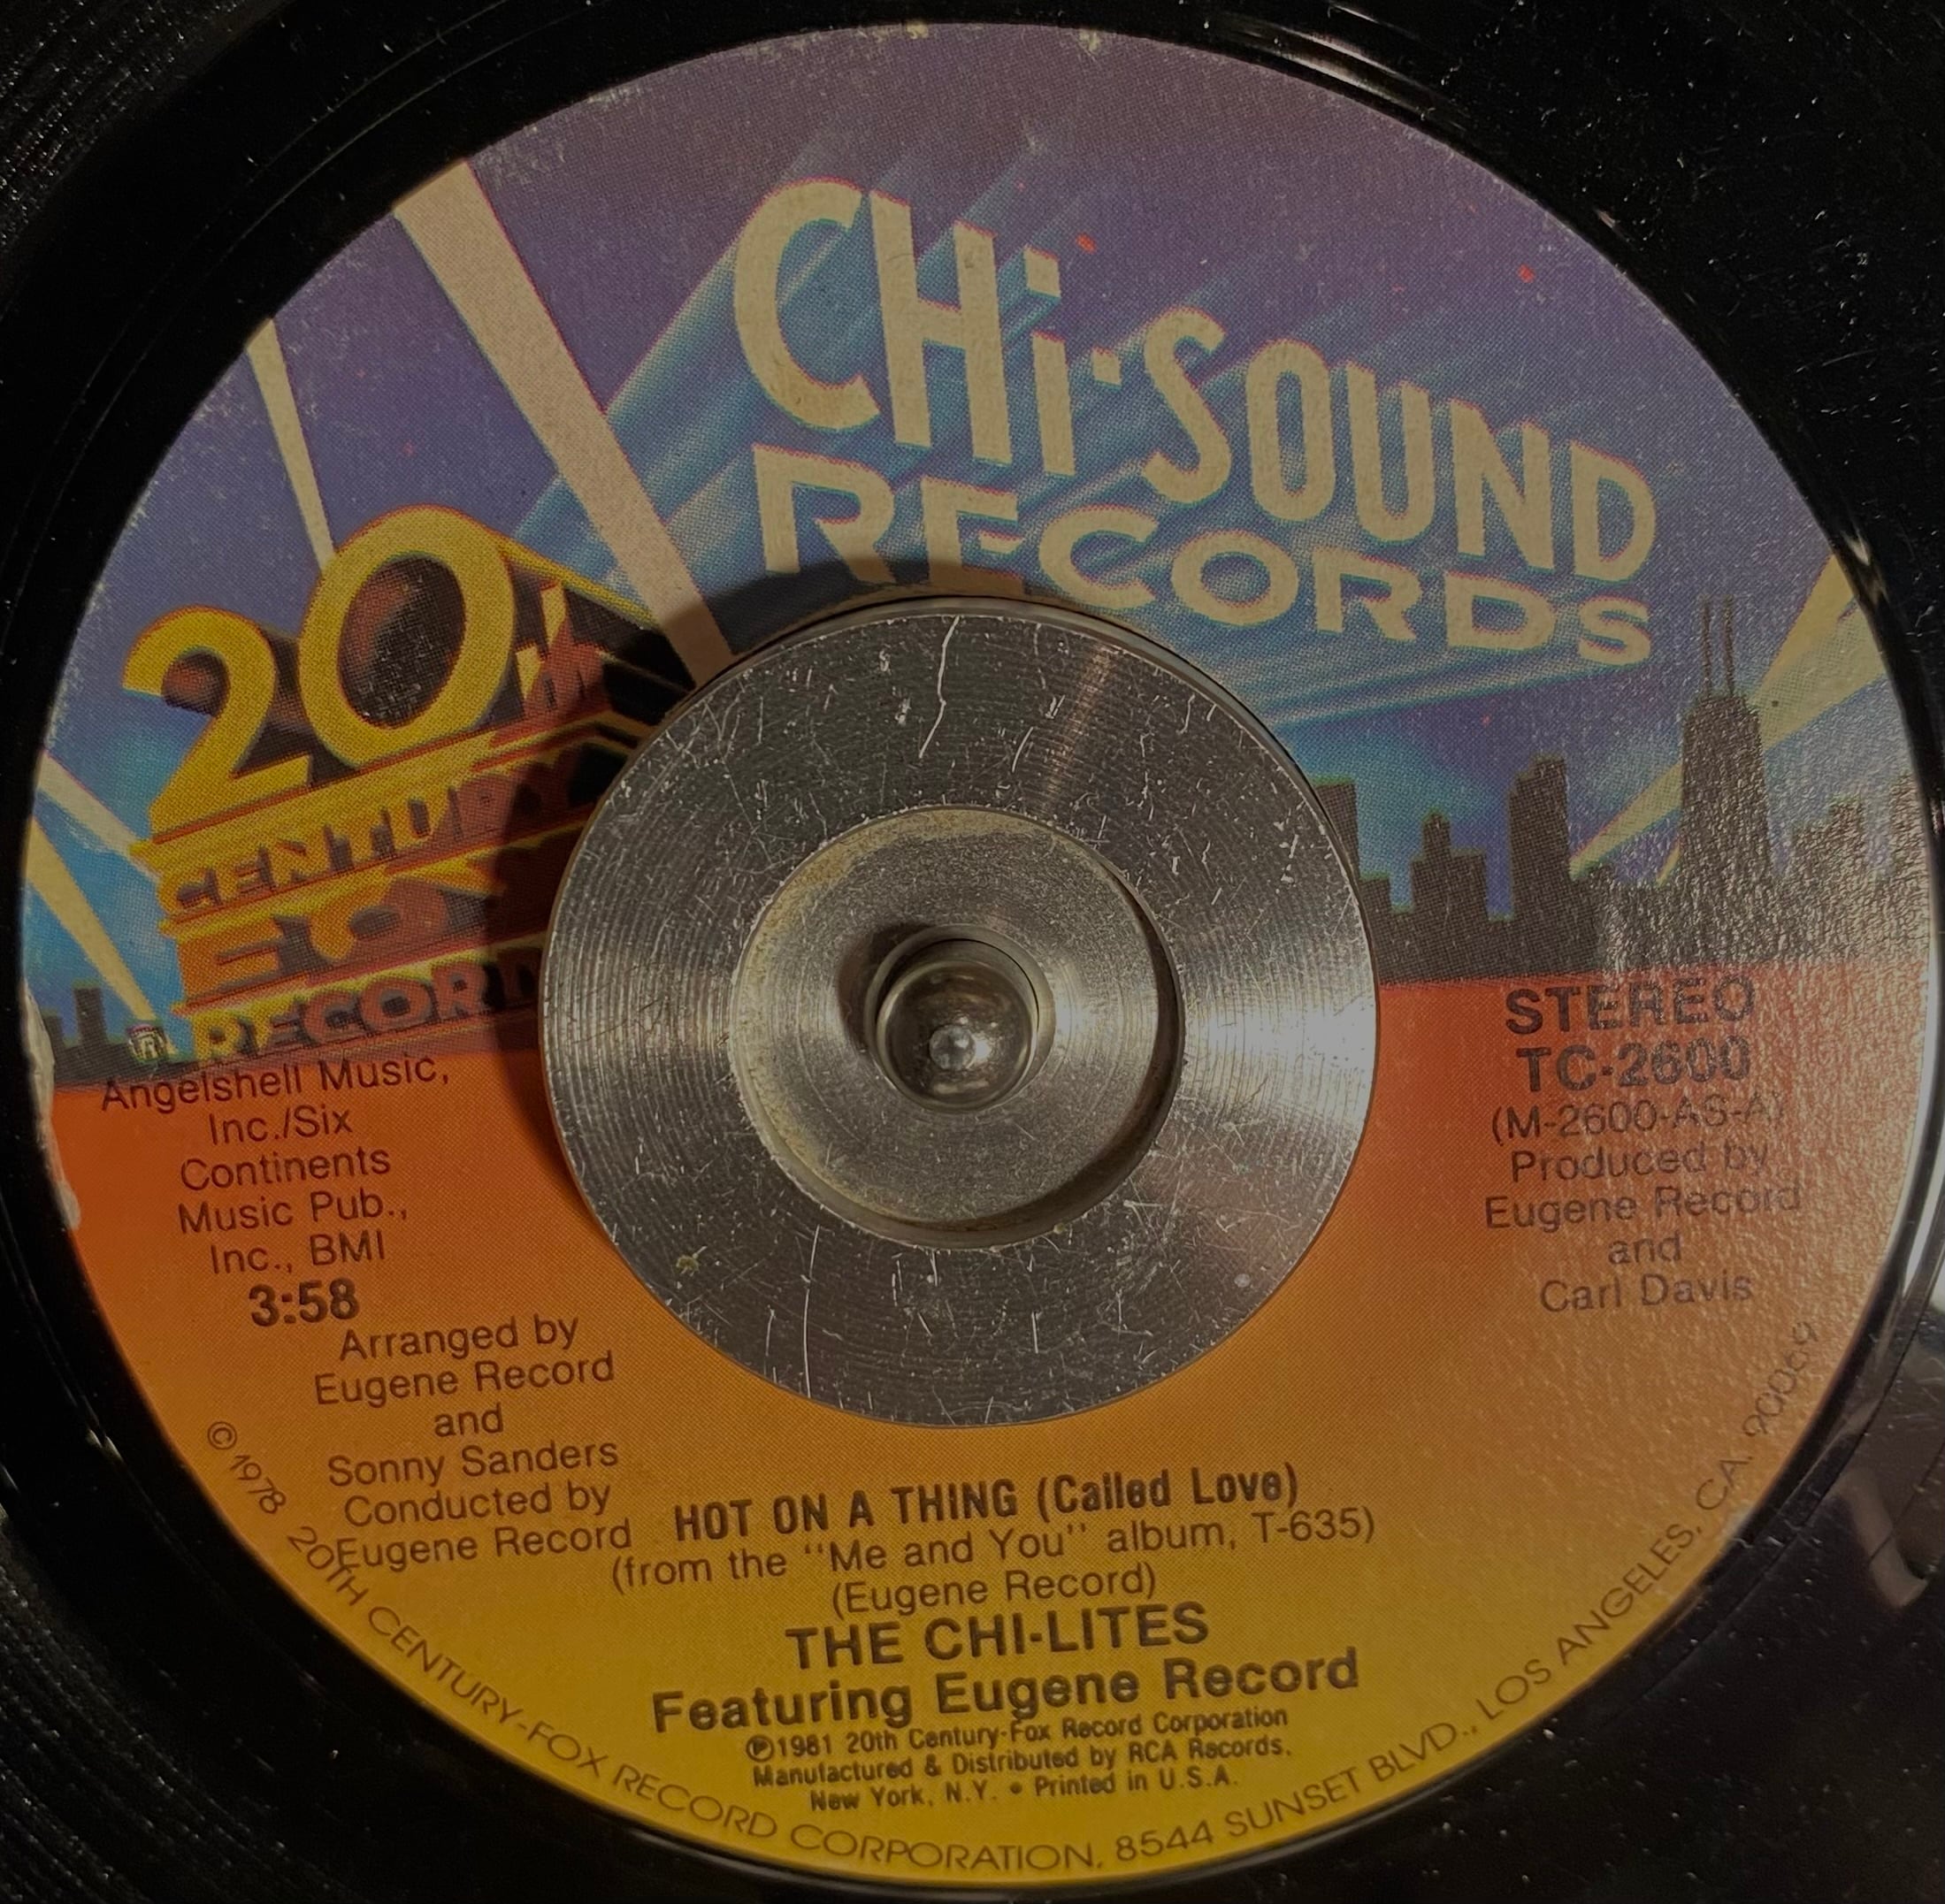 CHi-SOUND
RECORDS
20th
CENTURY
FOX
RECORD
STEREO
TC-2600
(M-2600-AS-A)
Produced by
Eugene Record
and
Carl Davis
Angelshell Music,
Inc./Six
Continents
Music Pub.,
Inc., BMI
3:58
Arranged by
Eugene Record
and
Sonny Sanders
Conducted by
Eugene Record
HOT ON A THING (Called Love)
(from the "Me and You" album, T-635)
(Eugene Record)
THE CHI-LITES
Featuring Eugene Record
℗1981 20th Century-Fox Record Corporation
Manufactured & Distributed by RCA Records,
New York, N.Y. • Printed in U.S.A.
©1978 20TH CENTURY-FOX RECORD CORPORATION, 8544 SUNSET BLVD., LOS ANGELES, CA. 90069